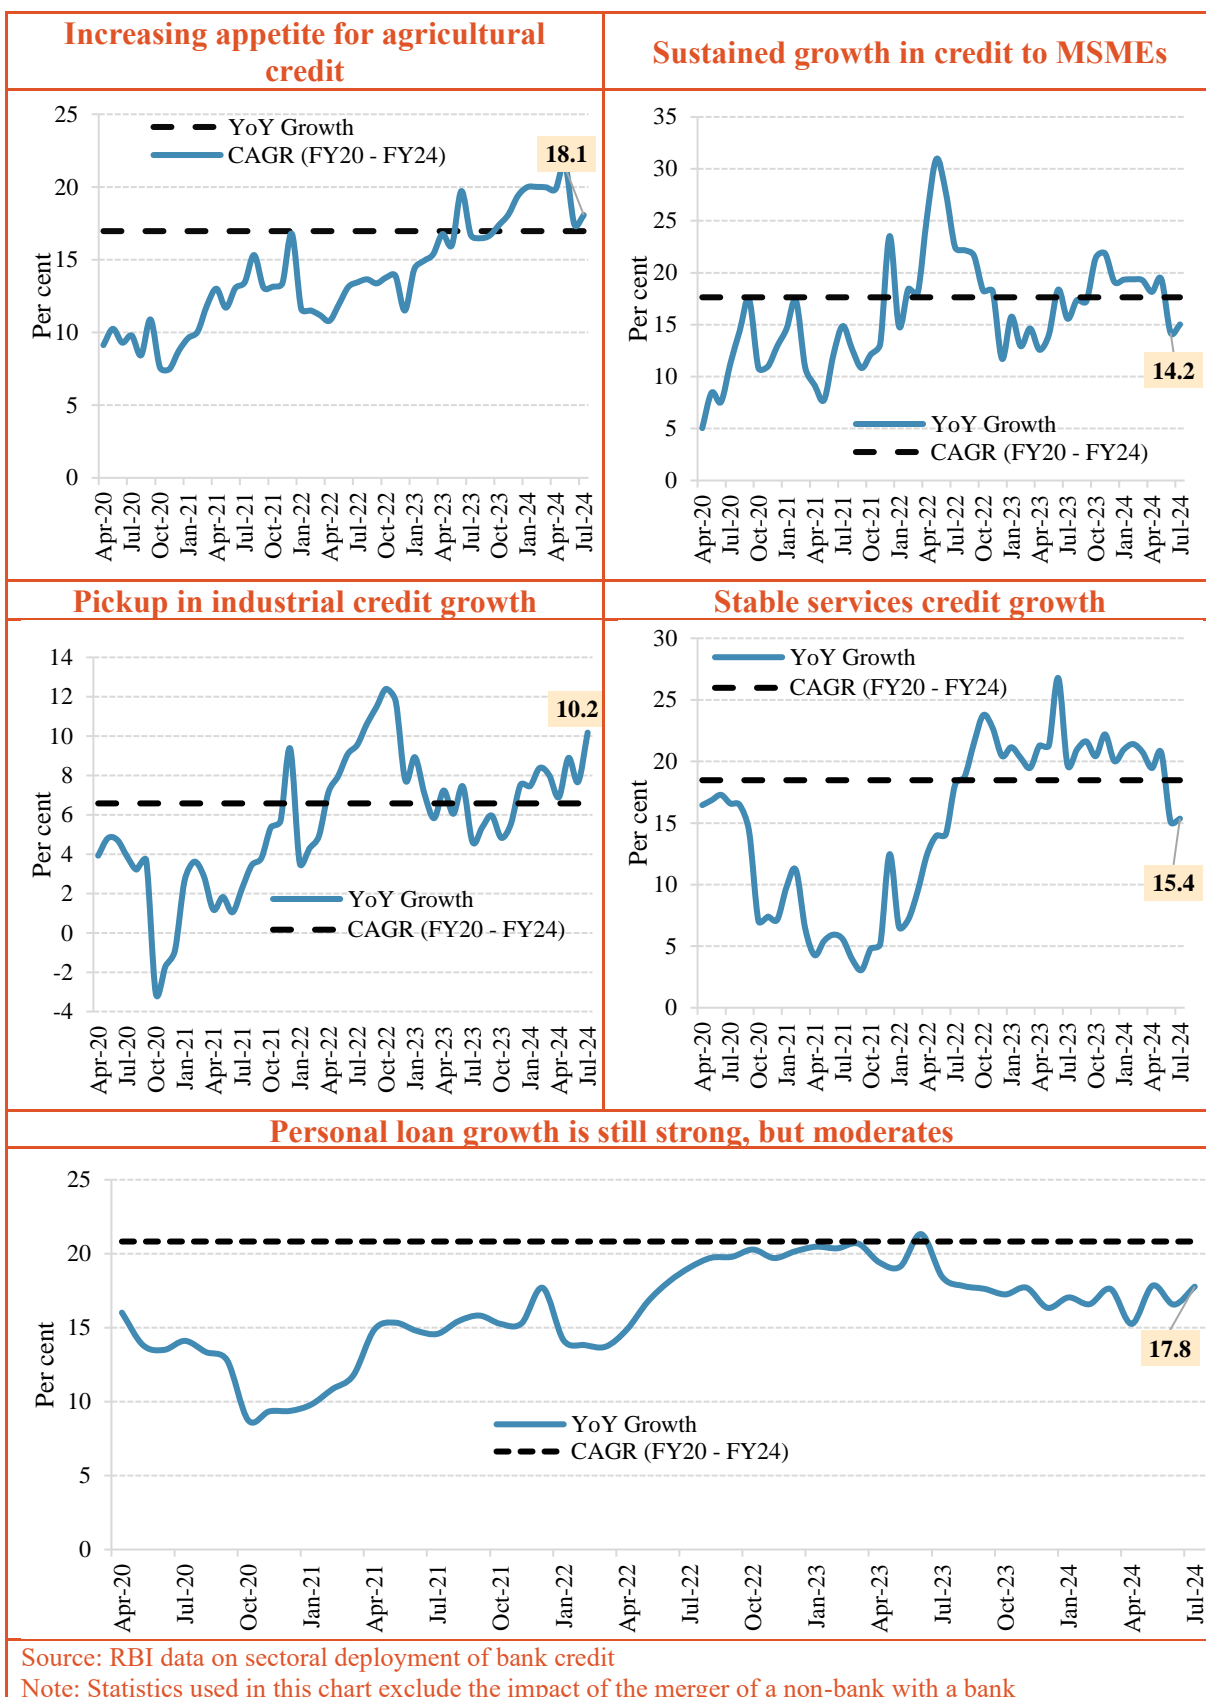 Increasing appetite for agricultural
credit
25
20
15
10
5
0
Per cent
YoY Growth
CAGR (FY20 - FY24)
18.1
Apr-20
Jul-20
Oct-20
Jan-21
Apr-21
Jul-21
Oct-21
Jan-22
Apr-22
Jul-22
Oct-22
Jan-23
Apr-23
Jul-23
Oct-23
Jan-24
Apr-24
Jul-24
Sustained growth in credit to MSMEs
35
30
25
20
15
10
5
0
Per cent
14.2
YoY Growth
CAGR (FY20 - FY24)
Apr-20
Jul-20
Oct-20
Jan-21
Apr-21
Jul-21
Oct-21
Jan-22
Apr-22
Jul-22
Oct-22
Jan-23
Apr-23
Jul-23
Oct-23
Jan-24
Apr-24
Jul-24
Pickup in industrial credit growth
14
12
10
8
6
4
2
0
-2
-4
Per cent
10.2
YoY Growth
CAGR (FY20 - FY24)
Apr-20
Jul-20
Oct-20
Jan-21
Apr-21
Jul-21
Oct-21
Jan-22
Apr-22
Jul-22
Oct-22
Jan-23
Apr-23
Jul-23
Oct-23
Jan-24
Apr-24
Jul-24
Stable services credit growth
30
25
20
15
10
5
0
Per cent
YoY Growth
CAGR (FY20 - FY24)
15.4
Apr-20
Jul-20
Oct-20
Jan-21
Apr-21
Jul-21
Oct-21
Jan-22
Apr-22
Jul-22
Oct-22
Jan-23
Apr-23
Jul-23
Oct-23
Jan-24
Apr-24
Jul-24
Personal loan growth is still strong, but moderates
25
20
15
10
5
0
Per cent
17.8
YoY Growth
CAGR (FY20 - FY24)
Apr-20
Jul-20
Oct-20
Jan-21
Apr-21
Jul-21
Oct-21
Jan-22
Apr-22
Jul-22
Oct-22
Jan-23
Apr-23
Jul-23
Oct-23
Jan-24
Apr-24
Jul-24
Source: RBI data on sectoral deployment of bank credit
Note: Statistics used in this chart exclude the impact of the merger of a non-bank with a bank